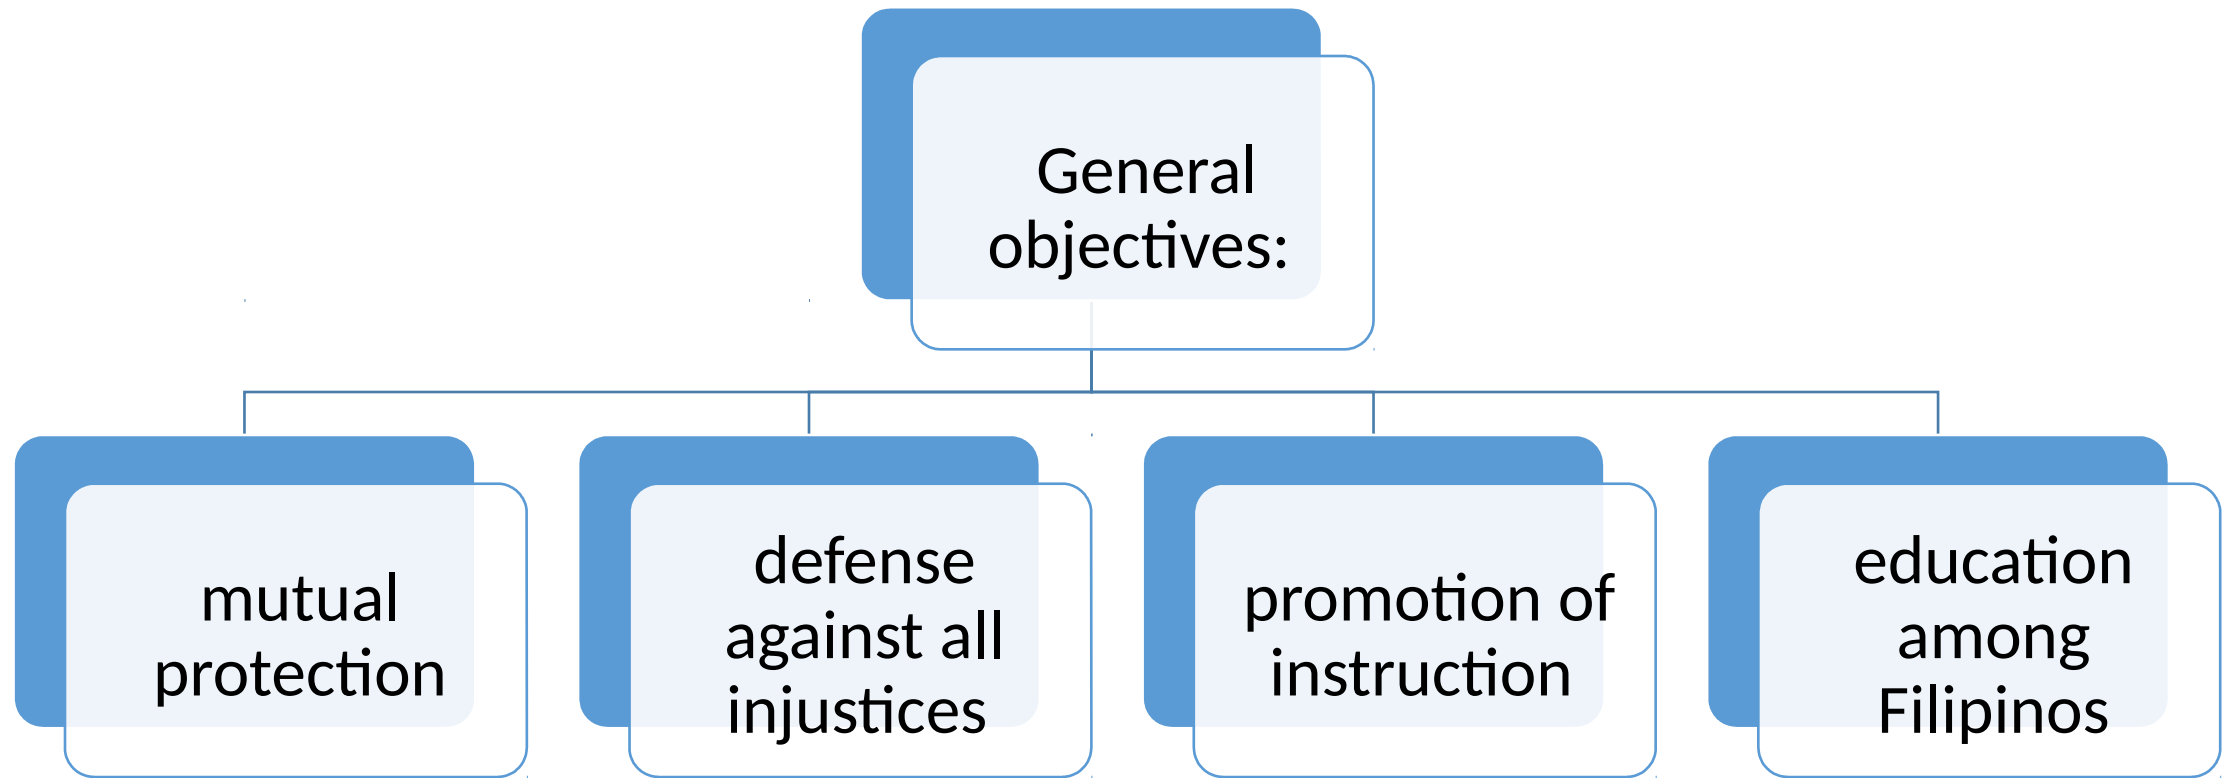 General
objectives:
mutual
protection
defense
against all
injustices
promotion of
instruction
education
among
Filipinos